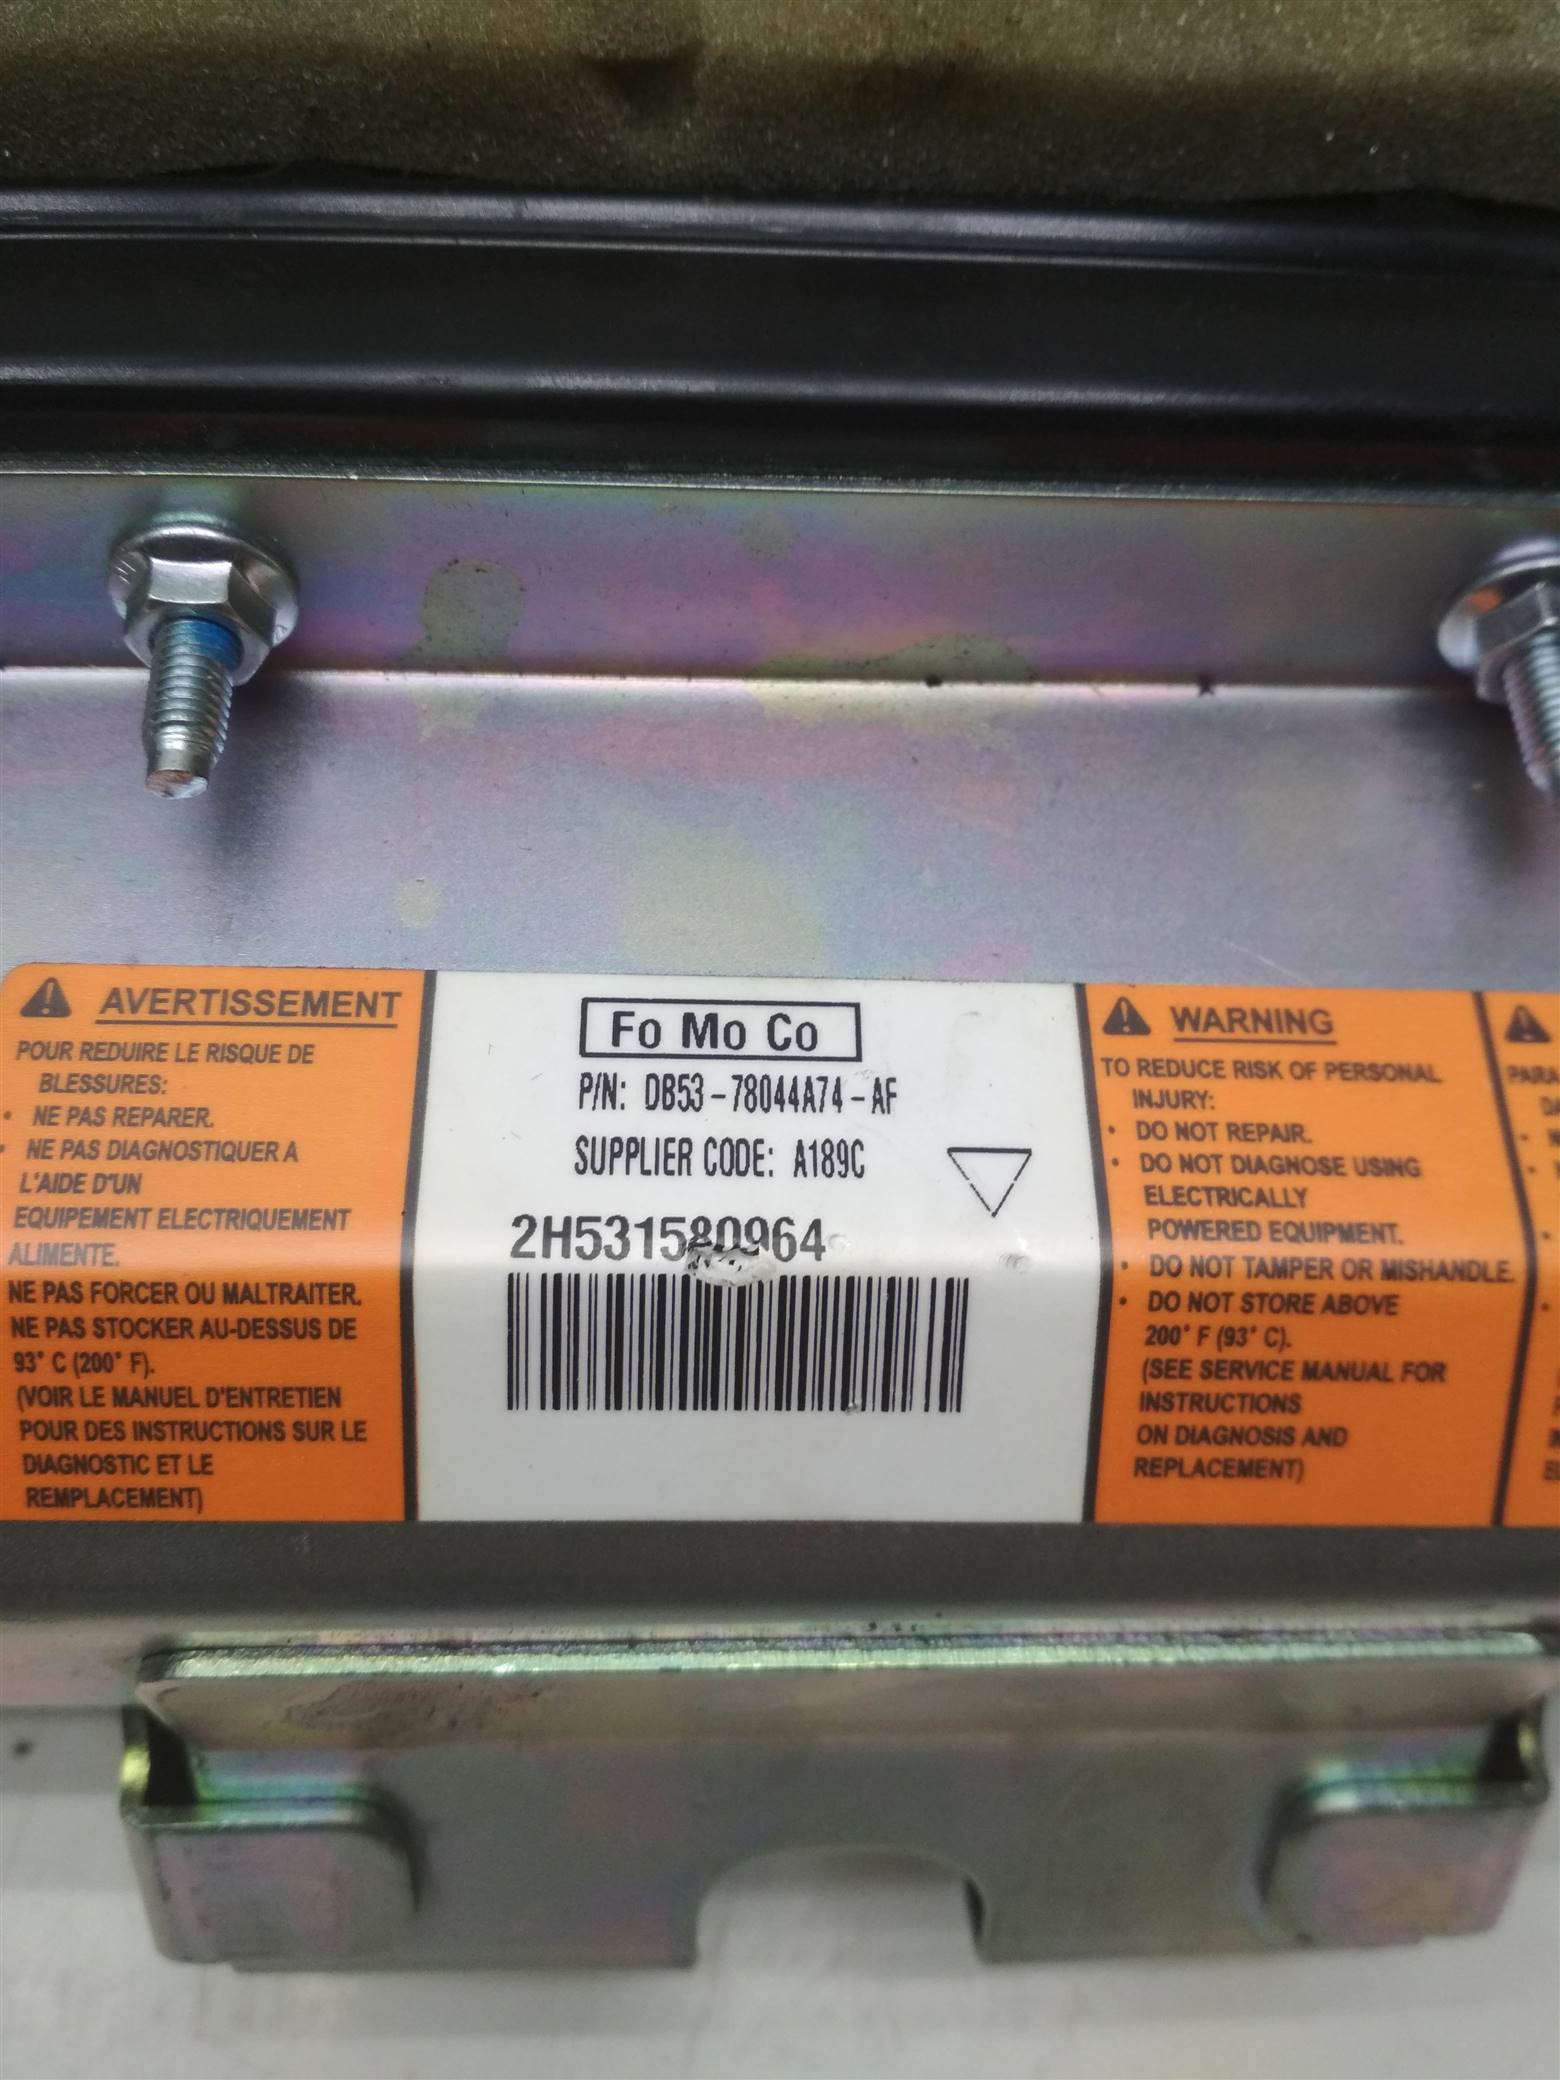 AVERTISSEMENT
POUR REDUIRE LE RISQUE DE
BLESSURES:
• NE PAS REPARER.
• NE PAS DIAGNOSTIQUER A
L'AIDE D'UN
EQUIPEMENT ELECTRIQUEMENT
ALIMENTE.
NE PAS FORCER OU MALTRAITER.
NE PAS STOCKER AU-DESSUS DE
93° C (200° F).
(VOIR LE MANUEL D'ENTRETIEN
POUR DES INSTRUCTIONS SUR LE
DIAGNOSTIC ET LE
REMPLACEMENT)
Fo Mo Co
P/N: DB53-78044A74-AF
SUPPLIER CODE: A189C
2H531580964
WARNING
TO REDUCE RISK OF PERSONAL
INJURY:
• DO NOT REPAIR.
• DO NOT DIAGNOSE USING
ELECTRICALLY
POWERED EQUIPMENT.
• DO NOT TAMPER OR MISHANDLE.
• DO NOT STORE ABOVE
200° F (93° C).
(SEE SERVICE MANUAL FOR
INSTRUCTIONS
ON DIAGNOSIS AND
REPLACEMENT)
PARA